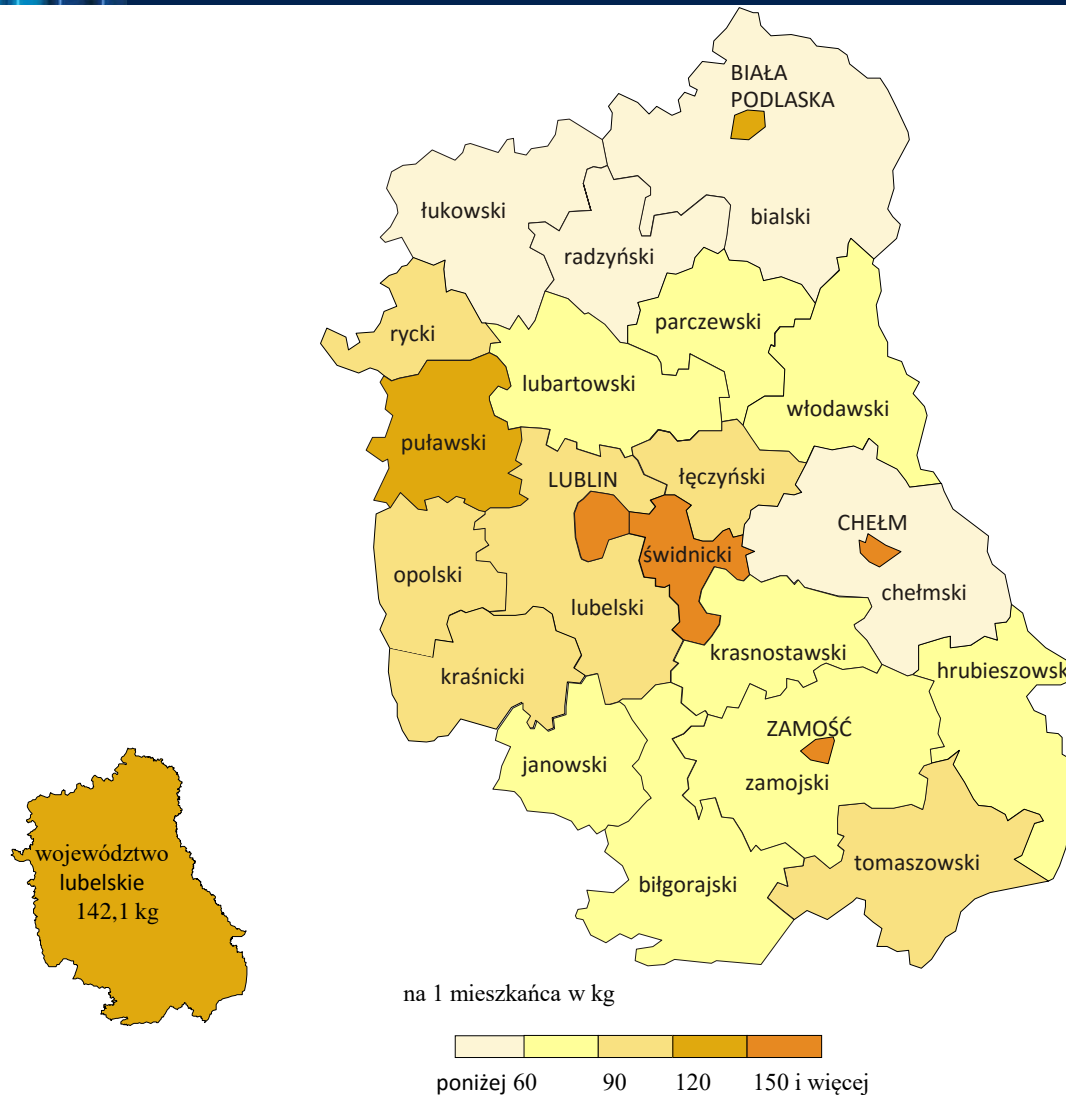 BIAŁA
PODLASKA
łukowski
bialski
radzyński
parczewski
rycki
lubartowski
włodawski
puławski
łęczyński
LUBLIN
CHEŁM
świdnicki
opolski
chełmski
lubelski
krasnostawski
hrubieszowsk
kraśnicki
ZAMOŚĆ
janowski
zamojski
tomaszowski
biłgorajski
województwo
lubelskie
142,1 kg
na 1 mieszkańca w kg
poniżej 60 90 120 150 i więcej